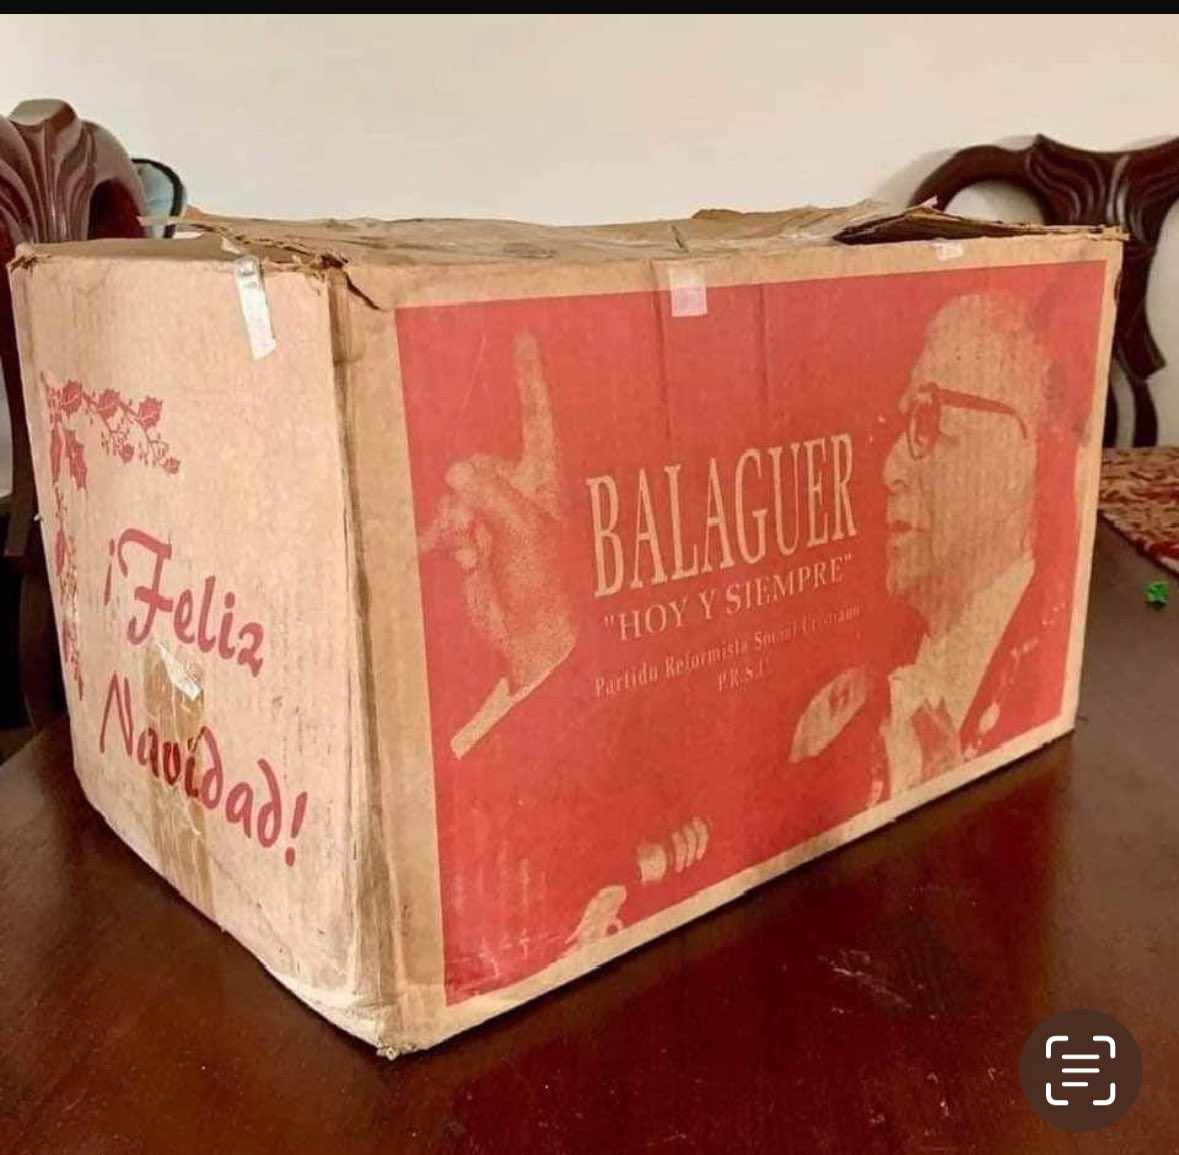 ¡Feliz
Navidad!
BALAGUER
"HOY Y SIEMPRE"
Partido Reformista Social Cristiano
P.R.S.C.